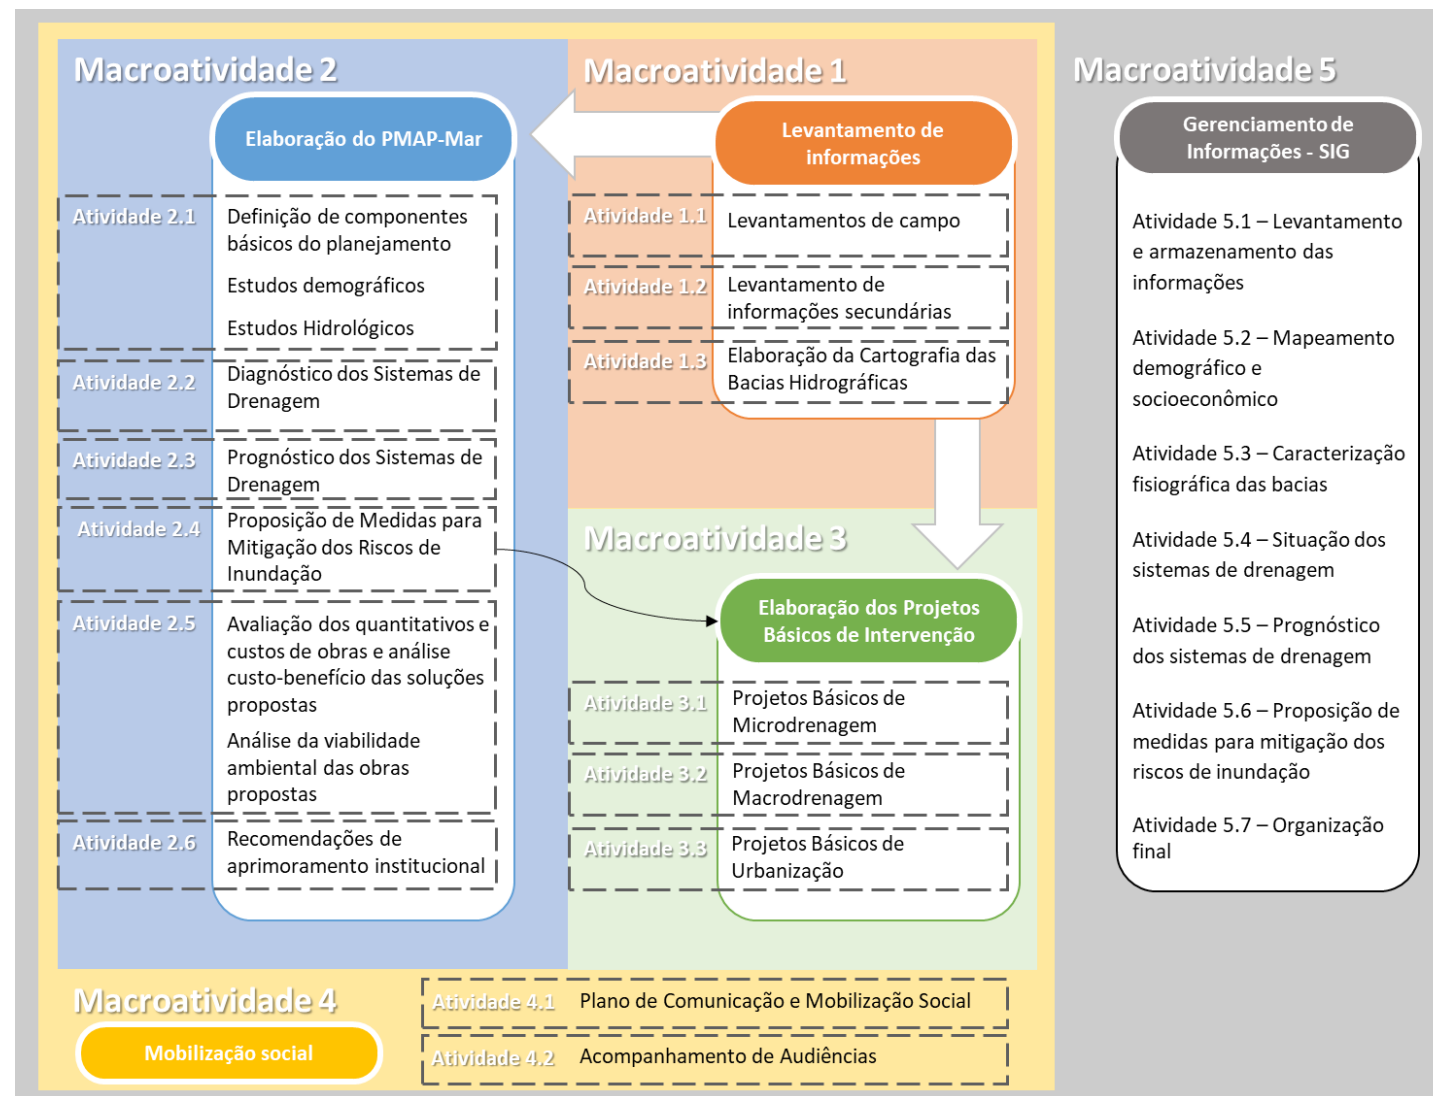 Macroatividade 2
Elaboração do PMAP-Mar
Atividade 2.1
Definição de componentes
básicos do planejamento
Estudos demográficos
Estudos Hidrológicos
Atividade 2.2
Diagnóstico dos Sistemas de
Drenagem
Atividade 2.3
Prognóstico dos Sistemas de
Drenagem
Atividade 2.4
Proposição de Medidas para
Mitigação dos Riscos de
Inundação
Atividade 2.5
Avaliação dos quantitativos e
custos de obras e análise
custo-benefício das soluções
propostas
Análise da viabilidade
ambiental das obras
propostas
Atividade 2.6
Recomendações de
aprimoramento institucional
Macroatividade 1
Levantamento de
informações
Atividade 1.1
Levantamentos de campo
Atividade 1.2
Levantamento de
informações secundárias
Atividade 1.3
Elaboração da Cartografia das
Bacias Hidrográficas
Macroatividade 3
Elaboração dos Projetos
Básicos de Intervenção
Atividade 3.1
Projetos Básicos de
Microdrenagem
Atividade 3.2
Projetos Básicos de
Macrodrenagem
Atividade 3.3
Projetos Básicos de
Urbanização
Macroatividade 4
Mobilização social
Atividade 4.1
Plano de Comunicação e Mobilização Social
Atividade 4.2
Acompanhamento de Audiências
Macroatividade 5
Gerenciamento de
Informações - SIG
Atividade 5.1 – Levantamento
e armazenamento das
informações
Atividade 5.2 – Mapeamento
demográfico e
socioeconômico
Atividade 5.3 – Caracterização
fisiográfica das bacias
Atividade 5.4 – Situação dos
sistemas de drenagem
Atividade 5.5 – Prognóstico
dos sistemas de drenagem
Atividade 5.6 – Proposição de
medidas para mitigação dos
riscos de inundação
Atividade 5.7 – Organização
final